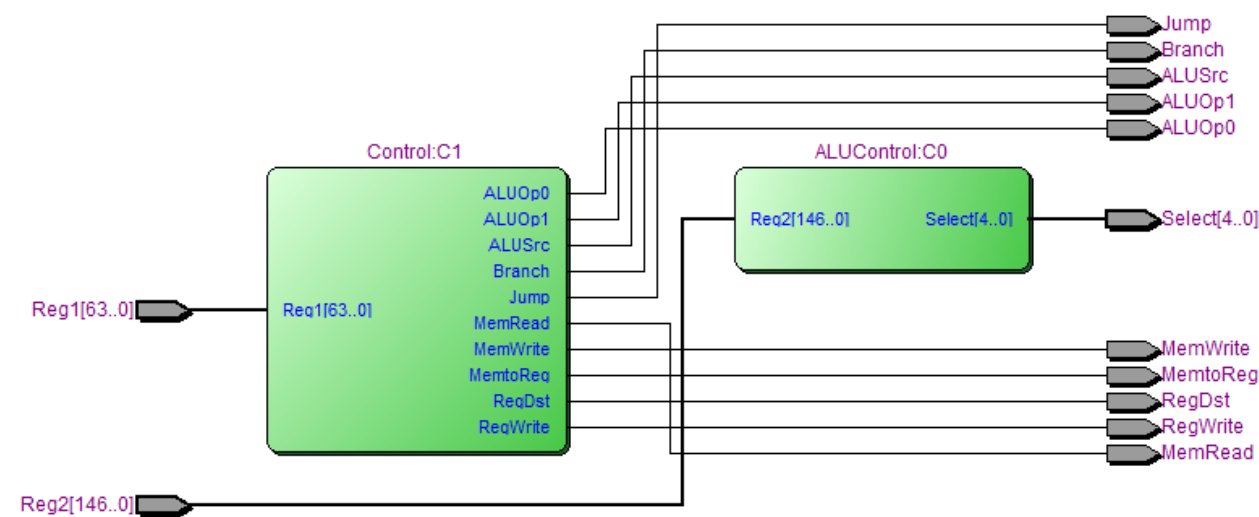 Jump
Branch
ALUSrc
ALUOp1
ALUOp0
Control:C1
ALUControl:C0
ALUOp0
ALUOp1
ALUSrc
Branch
Jump
MemRead
MemWrite
MemtoReg
RegDst
RegWrite
Reg1[63..0]
Reg1[63..0]
Reg2[146..0]
Select[4..0]
Select[4..0]
MemWrite
MemtoReg
RegDst
RegWrite
MemRead
Reg2[146..0]